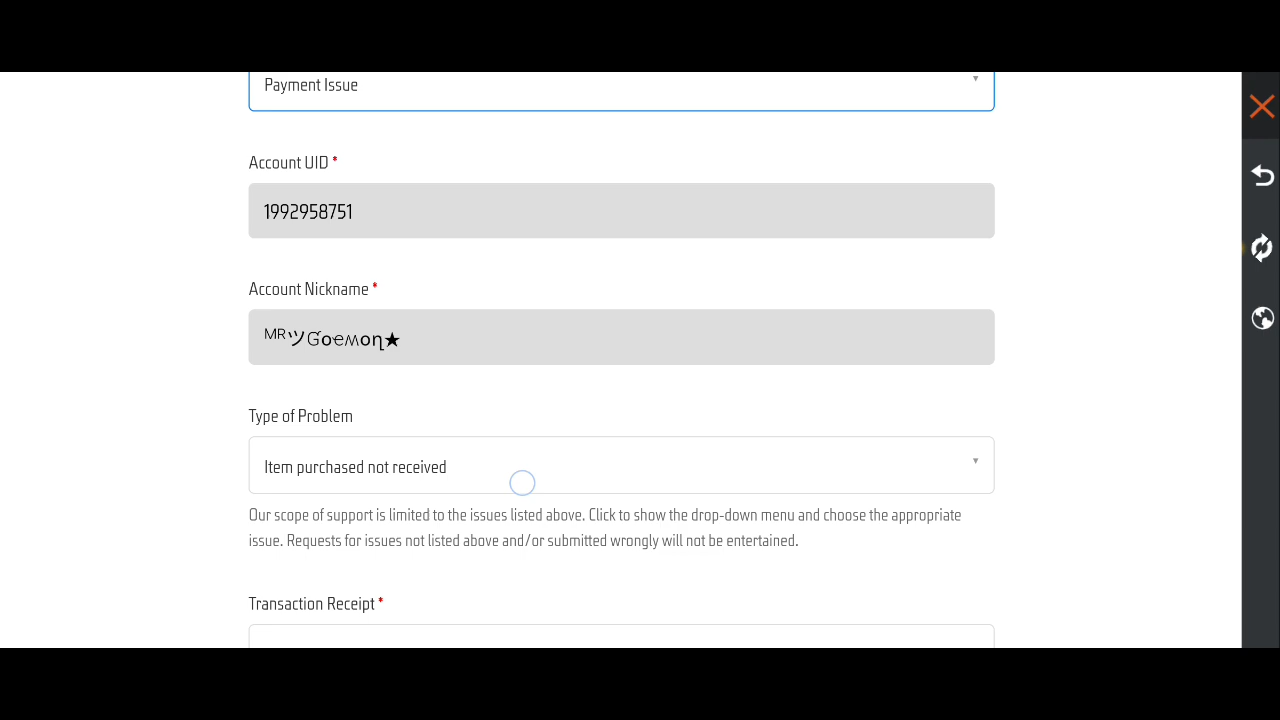 Payment Issue
Account UID *
1992958751
Account Nickname *
ᴹᴿツƓoҽʍoɳ★
Type of Problem
Item purchased not received
Our scope of support is limited to the issues listed above. Click to show the drop-down menu and choose the appropriate
issue. Requests for issues not listed above and/or submitted wrongly will not be entertained.
Transaction Receipt *